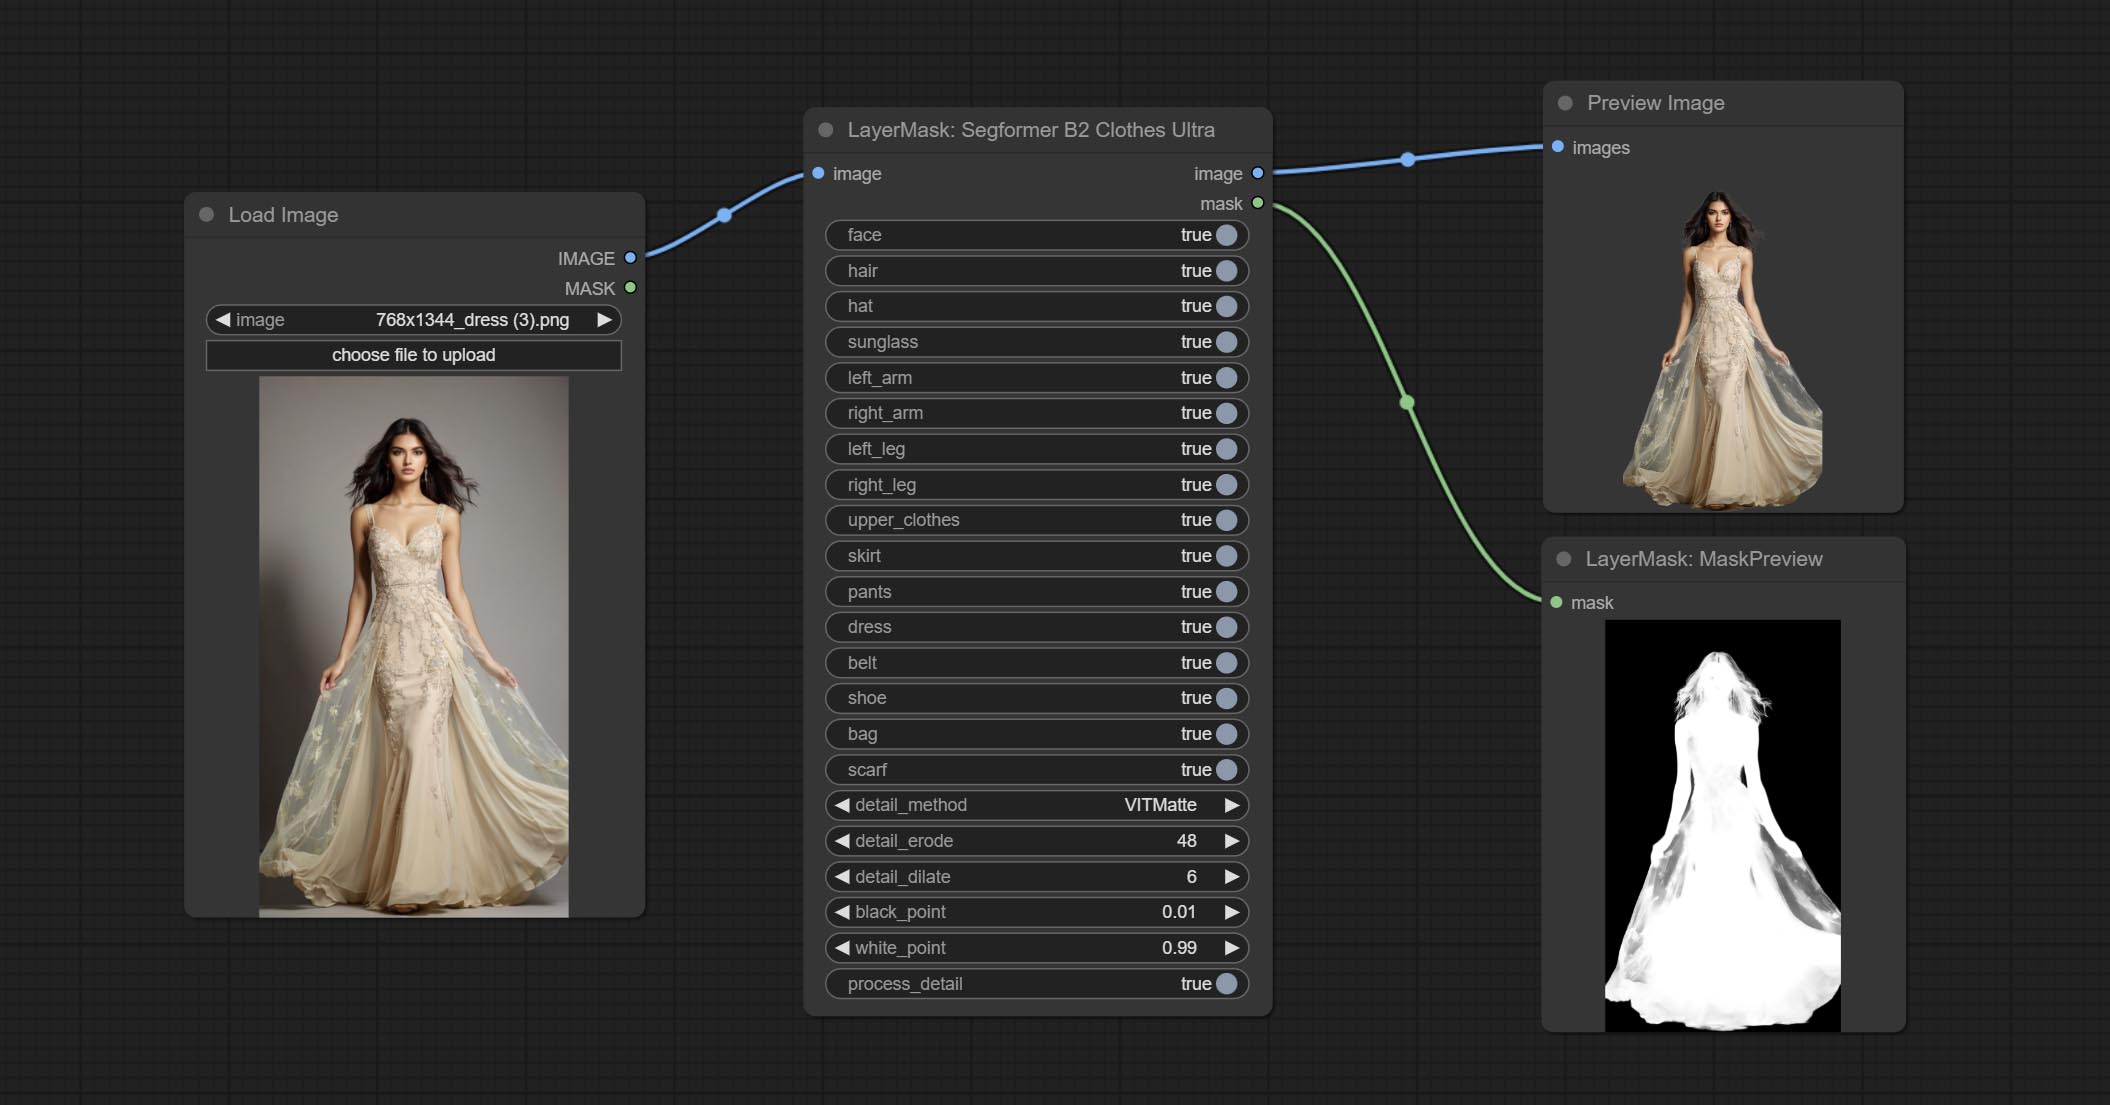 Load Image
IMAGE
MASK
image 768x1344_dress (3).png
choose file to upload
LayerMask: Segformer B2 Clothes Ultra
image image
mask
face true
hair true
hat true
sunglass true
left_arm true
right_arm true
left_leg true
right_leg true
upper_clothes true
skirt true
pants true
dress true
belt true
shoe true
bag true
scarf true
detail_method VITMatte
detail_erode 48
detail_dilate 6
black_point 0.01
white_point 0.99
process_detail true
Preview Image
images
LayerMask: MaskPreview
mask